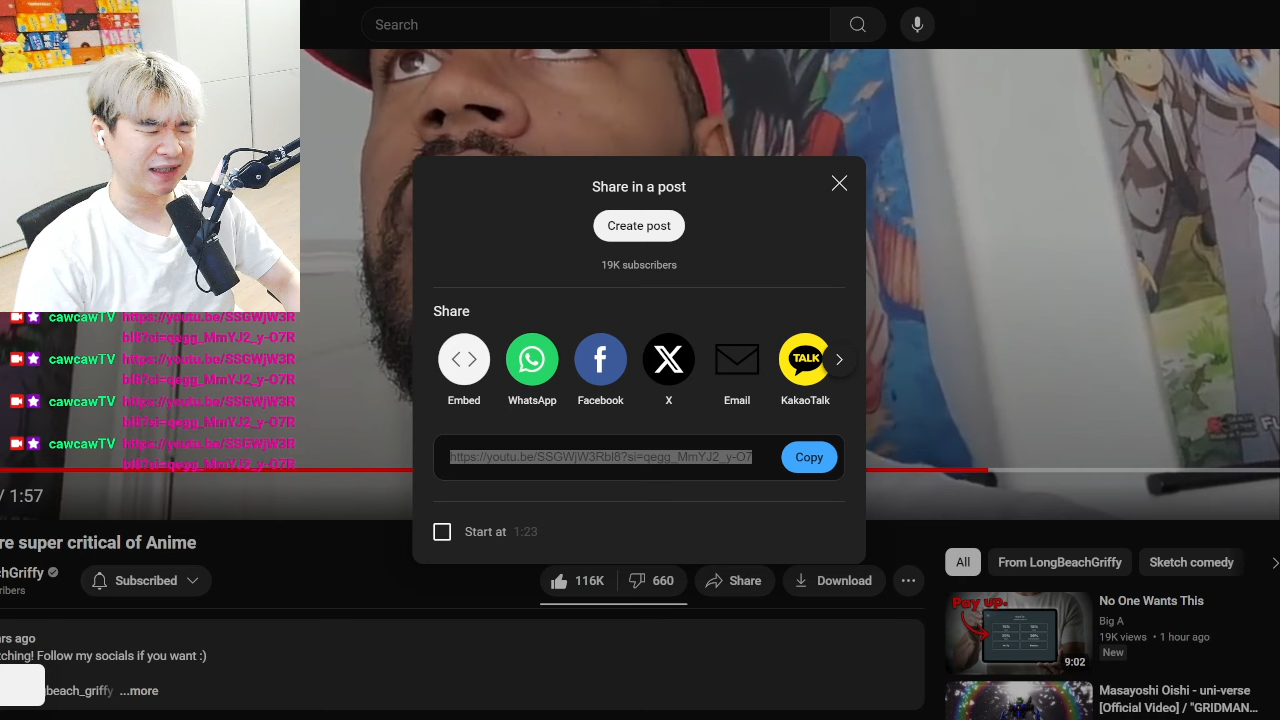 Search
Share in a post
Create post
19K subscribers
Share
TALK
Embed
WhatsApp
Facebook
X
Email
KakaoTalk
https://youtu.be/SSGWjW3Rbl8?si=qegg_MmYJ2_y-O7
Copy
Start at 1:23
cawcawTV https://youtu.be/SSGWjW3R
bl8?si=qegg_MmYJ2_y-O7R
cawcawTV https://youtu.be/SSGWjW3R
bl8?si=qegg_MmYJ2_y-O7R
cawcawTV https://youtu.be/SSGWjW3R
bl8?si=qegg_MmYJ2_y-O7R
cawcawTV https://youtu.be/SSGWjW3R
bl8?si=qegg_MmYJ2_y-O7R
/ 1:57
re super critical of Anime
chGriffy
ribers
Subscribed
116K
660
Share
Download
rs ago
tching! Follow my socials if you want :)
beach_griffy ...more
All
From LongBeachGriffy
Sketch comedy
Pay up.
9:02
No One Wants This
Big A
19K views • 1 hour ago
New
Masayoshi Oishi - uni-verse
[Official Video] / "GRIDMAN...